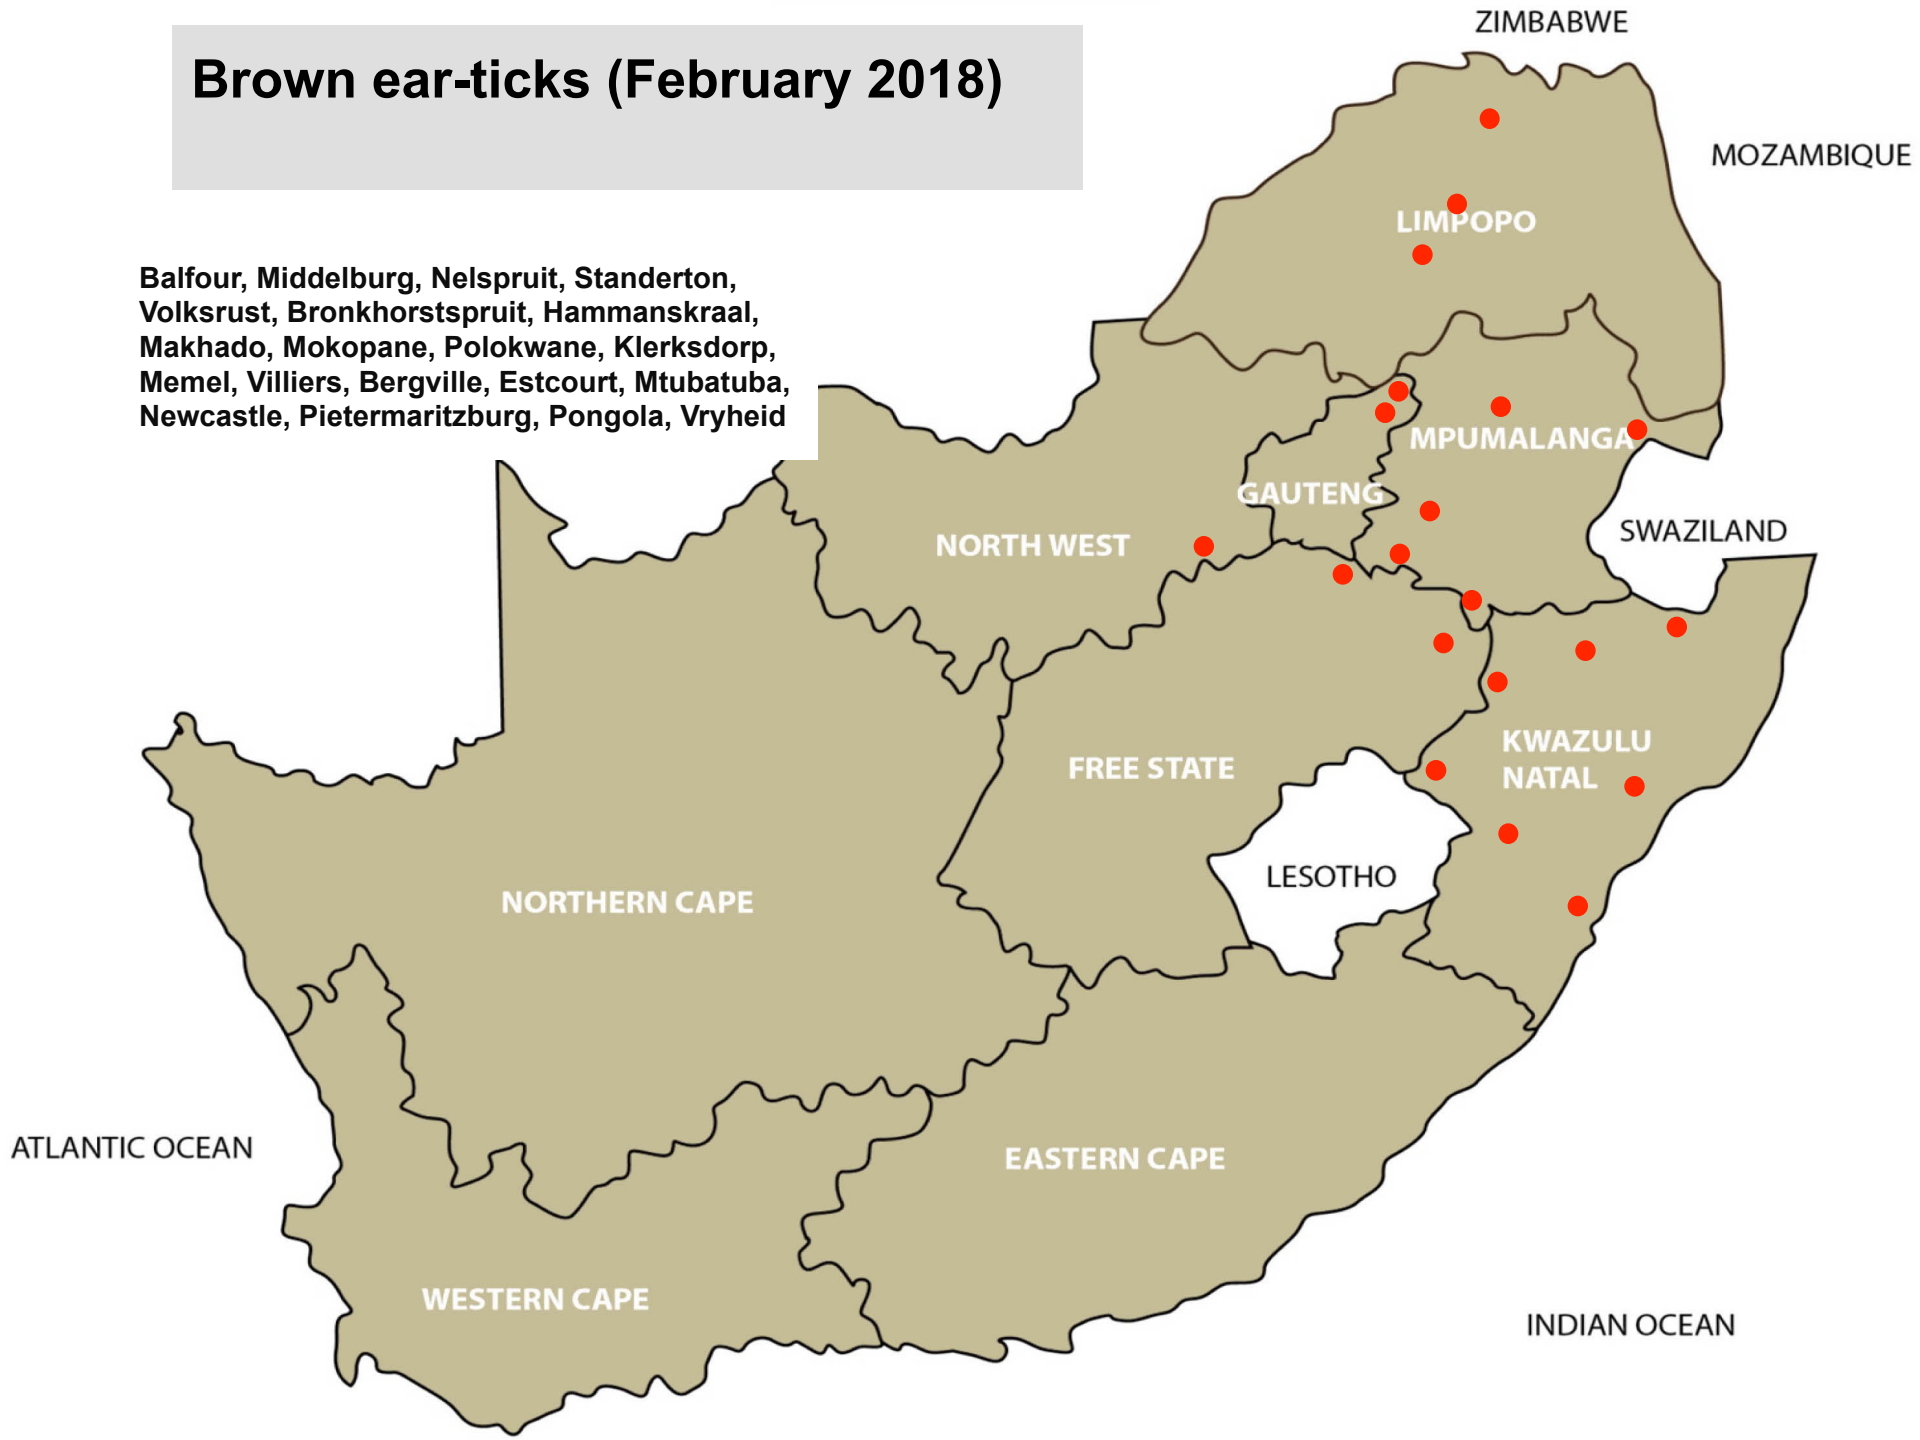 Brown ear-ticks (February 2018)
Balfour, Middelburg, Nelspruit, Standerton,
Volksrust, Bronkhorstspruit, Hammanskraal,
Makhado, Mokopane, Polokwane, Klerksdorp,
Memel, Villiers, Bergville, Estcourt, Mtubatuba,
Newcastle, Pietermaritzburg, Pongola, Vryheid
ZIMBABWE
MOZAMBIQUE
LIMPOPO
MPUMALANGA
GAUTENG
NORTH WEST
SWAZILAND
KWAZULU
NATAL
FREE STATE
LESOTHO
NORTHERN CAPE
ATLANTIC OCEAN
EASTERN CAPE
WESTERN CAPE
INDIAN OCEAN